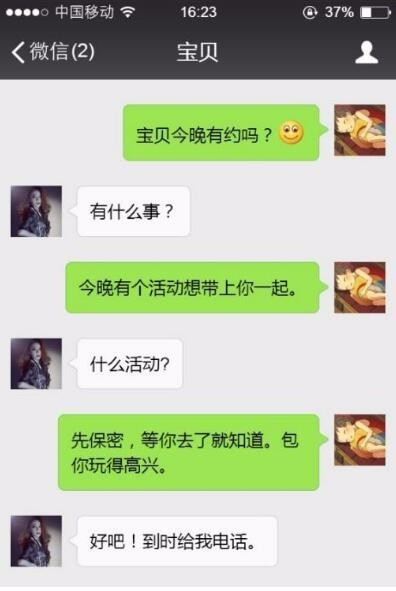 中国移动 16:23 37%
微信(2) 宝贝
宝贝今晚有约吗？
有什么事？
今晚有个活动想带上你一起。
什么活动?
先保密，等你去了就知道。包
你玩得高兴。
好吧！到时给我电话。